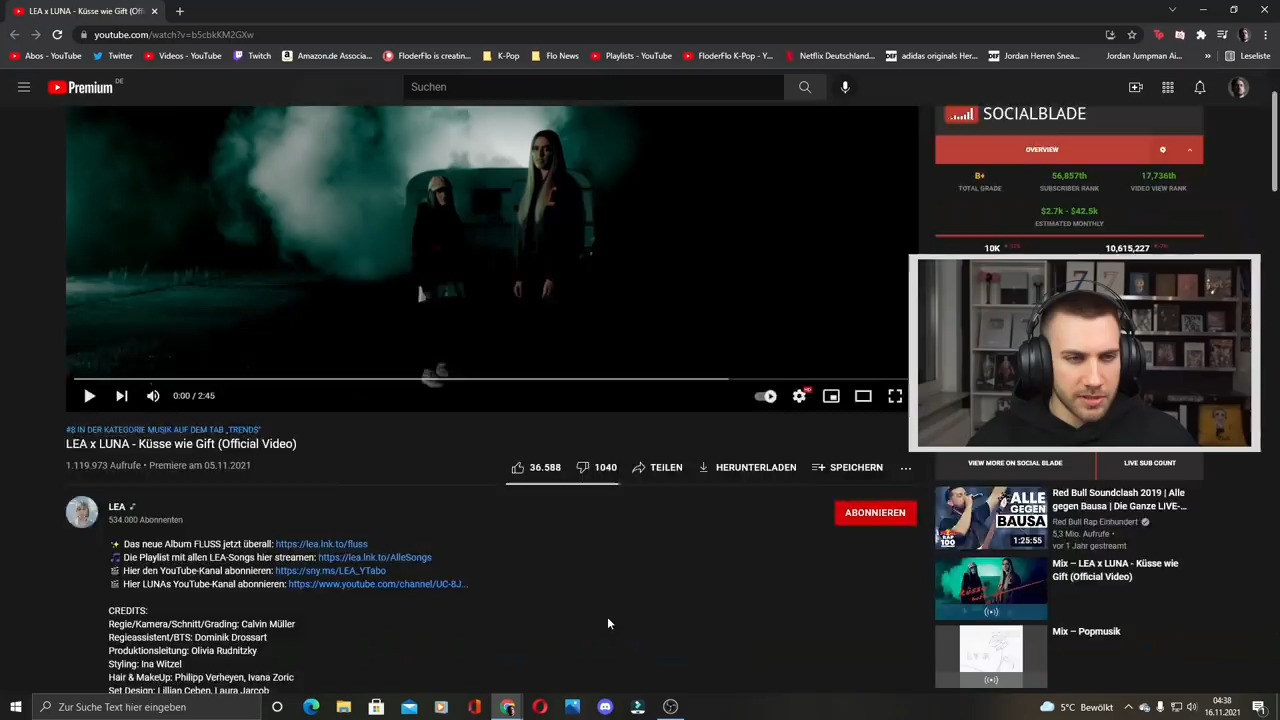 LEA x LUNA - Küsse wie Gift (Off
youtube.com/watch?v=b5cbkKM2GXw
Abos - YouTube
Twitter
Videos - YouTube
Twitch
Amazon.de Associa...
FloderFlo is creatin...
K-Pop
Flo News
Playlists - YouTube
FloderFlo K-Pop - Y...
Netflix Deutschland...
adidas originals Her...
Jordan Herren Snea...
Jordan Jumpman Ai...
Leseliste
Premium DE
Suchen
SOCIALBLADE
OVERVIEW
B+
56,857th
17,736th
TOTAL GRADE
SUBSCRIBER RANK
VIDEO VIEW RANK
$2.7k - $42.5k
ESTIMATED MONTHLY
10K
10,615,227
0:00 / 2:45
HD
#8 IN DER KATEGORIE MUSIK AUF DEM TAB „TRENDS"
LEA x LUNA - Küsse wie Gift (Official Video)
1.119.973 Aufrufe • Premiere am 05.11.2021
36.588
1040
TEILEN
HERUNTERLADEN
SPEICHERN
LEA
534.000 Abonnenten
ABONNIEREN
Das neue Album FLUSS jetzt überall: https://lea.lnk.to/fluss
Die Playlist mit allen LEA-Songs hier streamen: https://lea.lnk.to/AlleSongs
Hier den YouTube-Kanal abonnieren: https://sny.ms/LEA_YTabo
Hier LUNAs YouTube-Kanal abonnieren: https://www.youtube.com/channel/UC-8J...
CREDITS:
Regie/Kamera/Schnitt/Grading: Calvin Müller
Regieassistent/BTS: Dominik Drossart
Produktionsleitung: Olivia Rudnitzky
Styling: Ina Witzel
Hair & MakeUp: Philipp Verheyen, Ivana Zoric
Set Design: Lillian Ceben, Laura Jarcob
VIEW MORE ON SOCIAL BLADE
LIVE SUB COUNT
ALLE
GEGEN
BAUSA
1:25:55
Red Bull Soundclash 2019 | Alle
gegen Bausa | Die Ganze LIVE-...
Red Bull Rap Einhundert
5,3 Mio. Aufrufe •
vor 1 Jahr gestreamt
Mix – LEA x LUNA - Küsse wie
Gift (Official Video)
Mix – Popmusik
Zur Suche Text hier eingeben
5°C Bewölkt
04:38
16.11.2021